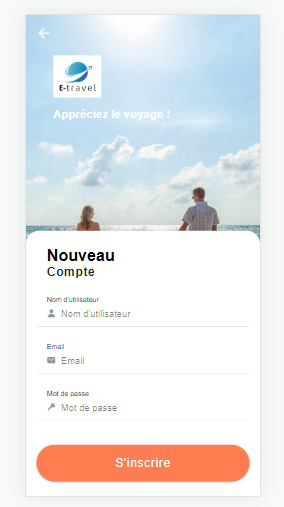 E-travel
Appréciez le voyage !
Nouveau
Compte
Nom d'utilisateur
Nom d'utilisateur
Email
Email
Mot de passe
Mot de passe
S'inscrire